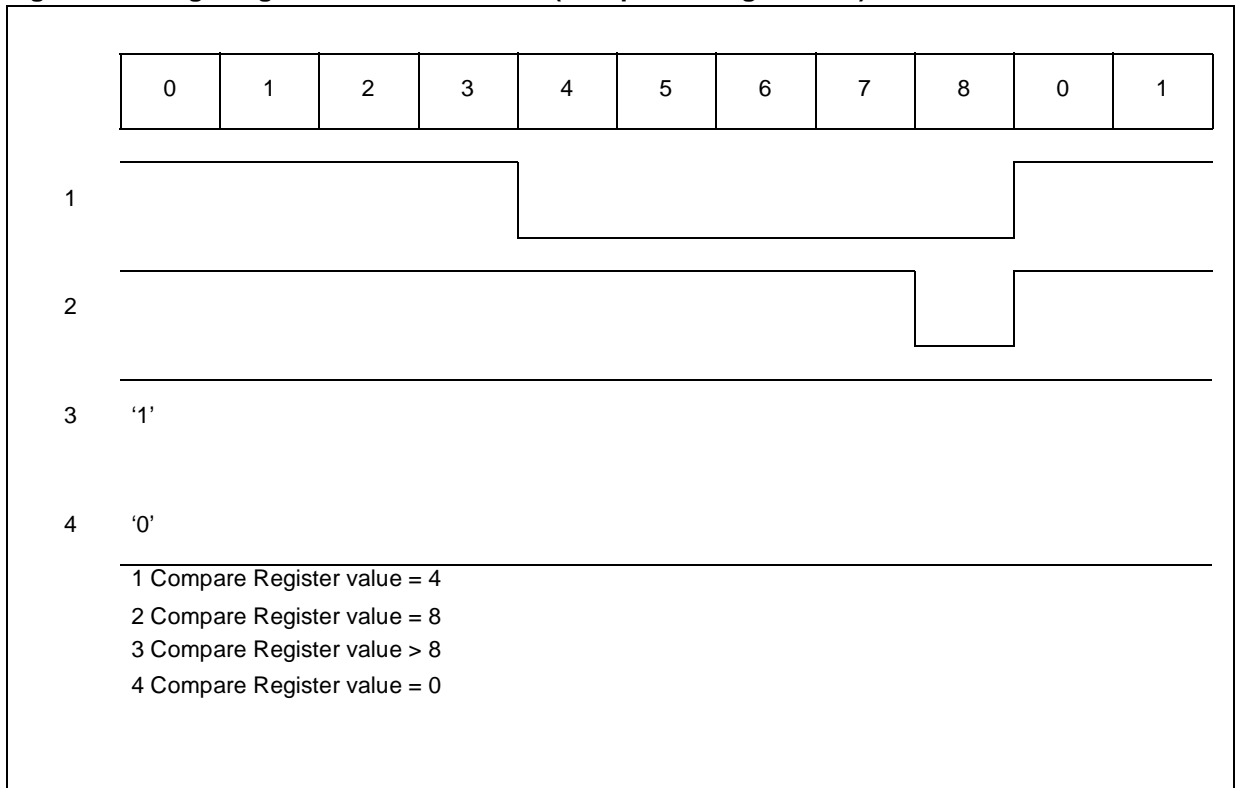 0 1 2 3 4 5 6 7 8 0 1
1
2
3 ‘1’
4 ‘0’
1 Compare Register value = 4
2 Compare Register value = 8
3 Compare Register value > 8
4 Compare Register value = 0